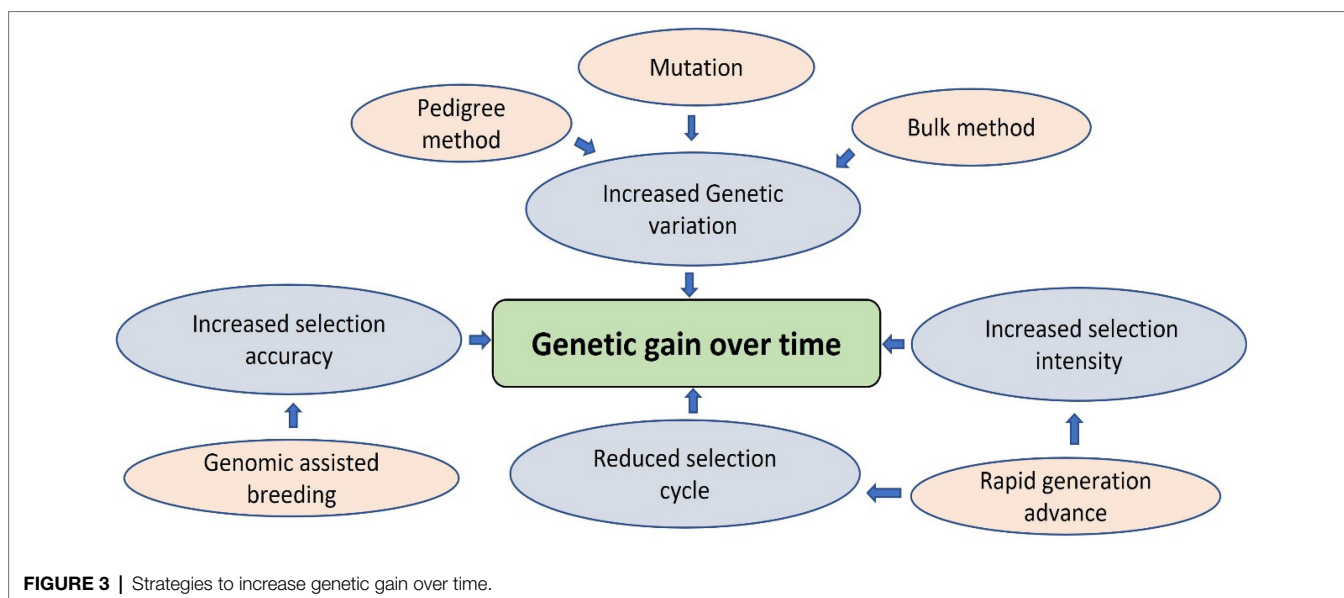 Mutation
Pedigree
method
Bulk method
Increased Genetic
variation
Increased selection
accuracy
Genetic gain over time
Increased selection
intensity
Genomic assisted
breeding
Reduced selection
cycle
Rapid generation
advance
FIGURE 3 | Strategies to increase genetic gain over time.